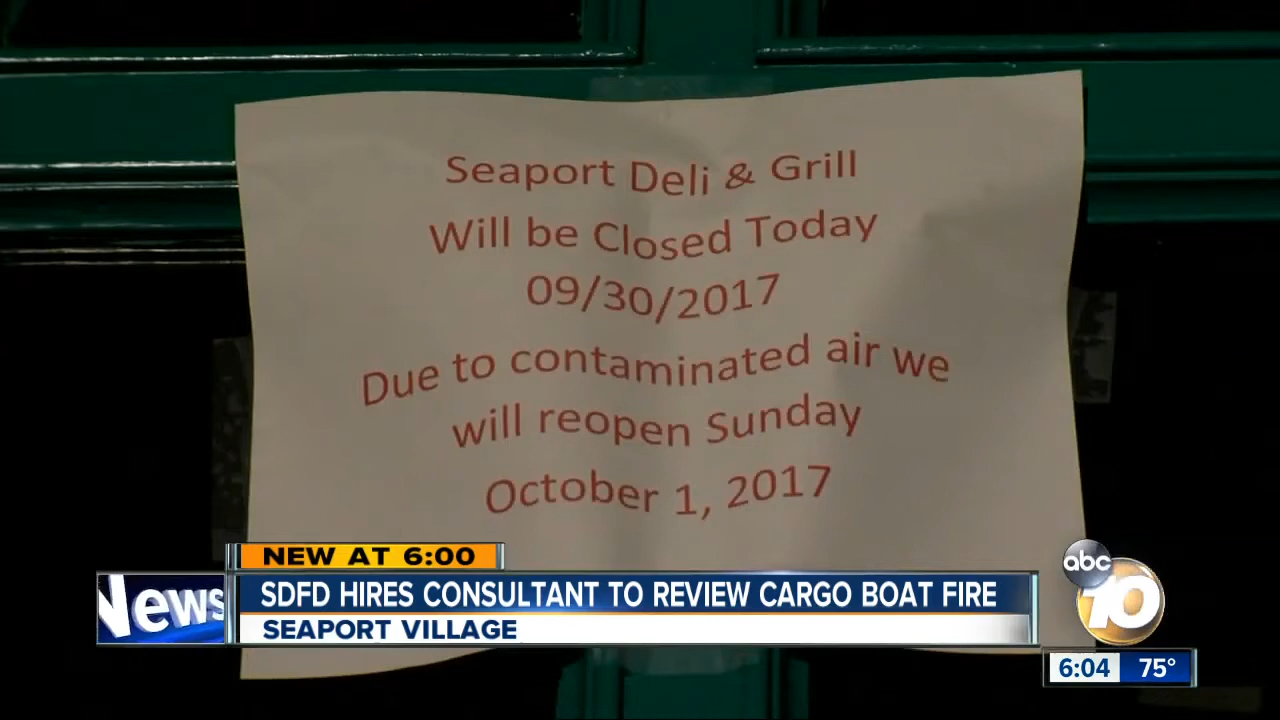 Seaport Deli & Grill
Will be Closed Today
09/30/2017
Due to contaminated air we
will reopen Sunday
October 1, 2017
NEW AT 6:00
News
SDFD HIRES CONSULTANT TO REVIEW CARGO BOAT FIRE
SEAPORT VILLAGE
abc
10
6:04 75°